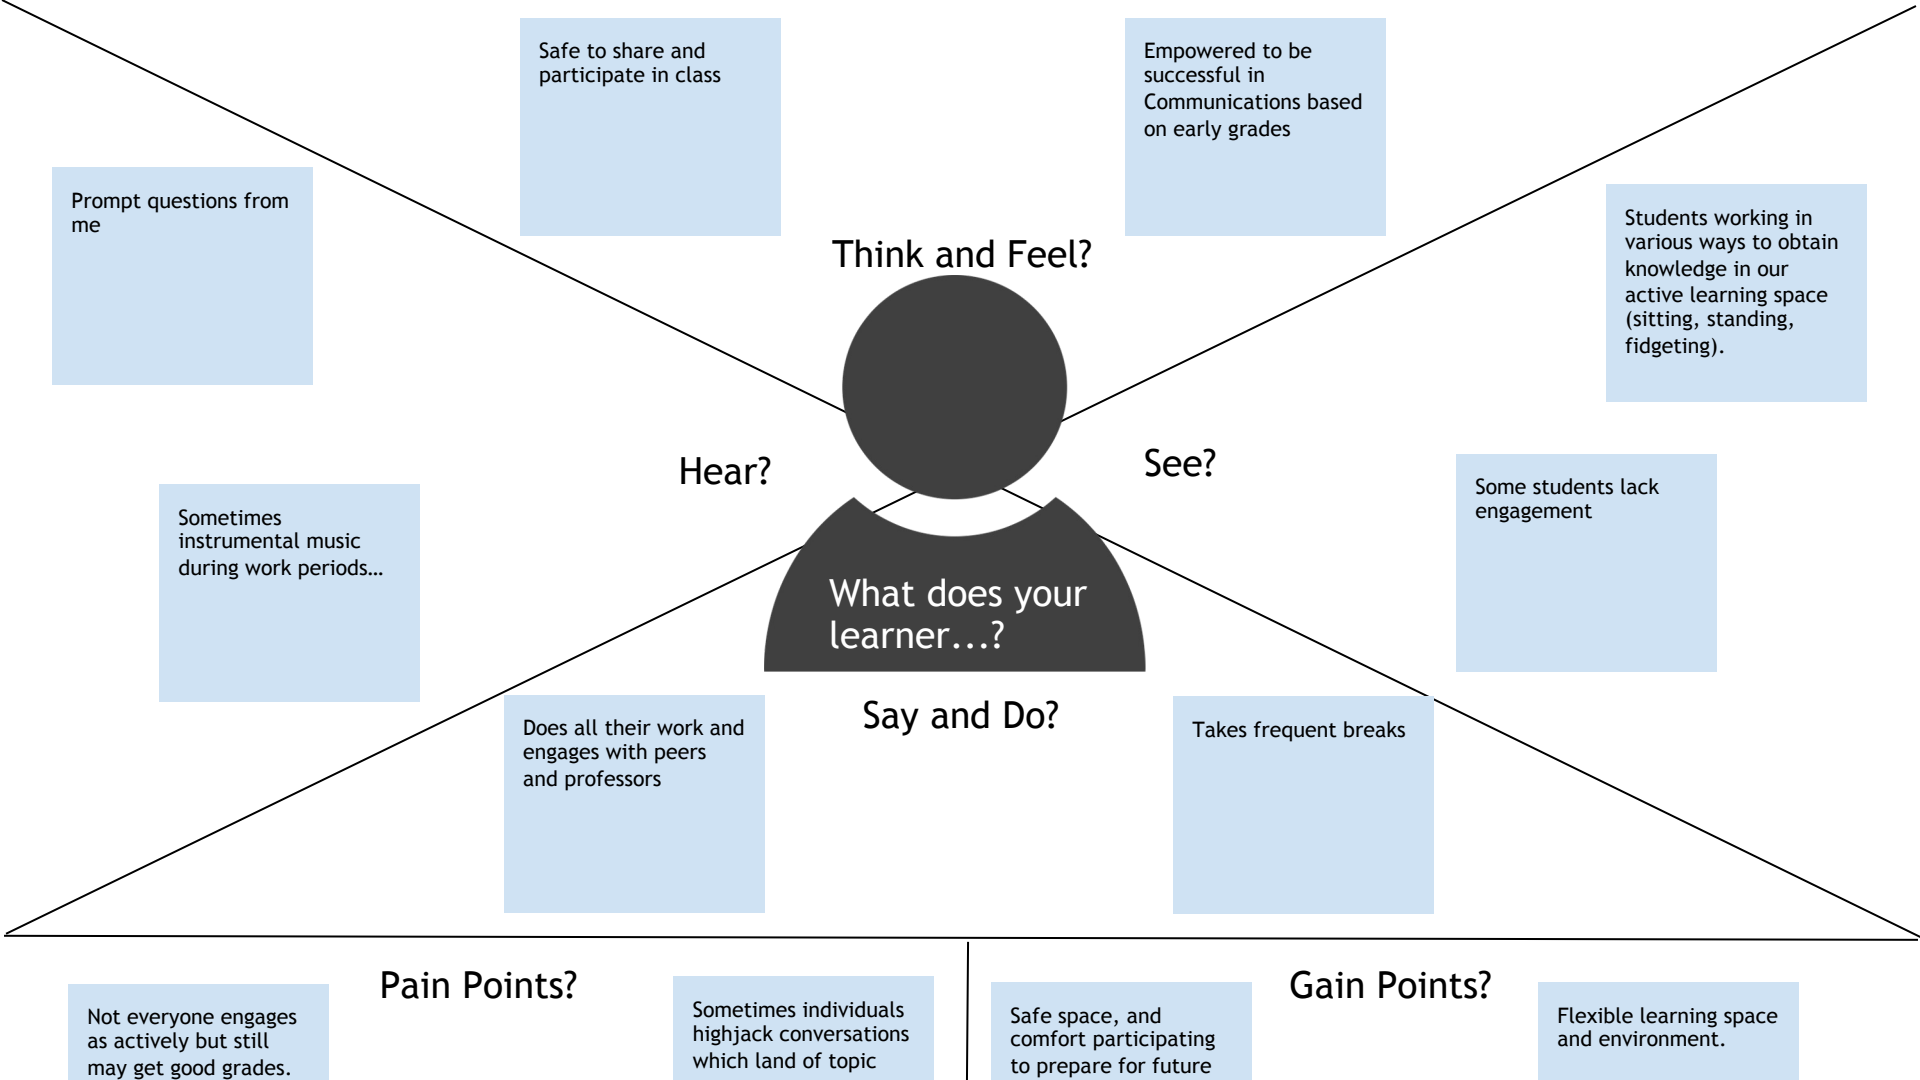 Safe to share and
participate in class
Empowered to be
successful in
Communications based
on early grades
Prompt questions from
me
Students working in
various ways to obtain
knowledge in our
active learning space
(sitting, standing,
fidgeting).
Think and Feel?
Hear?
See?
Sometimes
instrumental music
during work periods…
Some students lack
engagement
What does your
learner...?
Say and Do?
Does all their work and
engages with peers
and professors
Takes frequent breaks
Pain Points?
Not everyone engages
as actively but still
may get good grades.
Sometimes individuals
highjack conversations
which land of topic
Gain Points?
Safe space, and
comfort participating
to prepare for future
Flexible learning space
and environment.